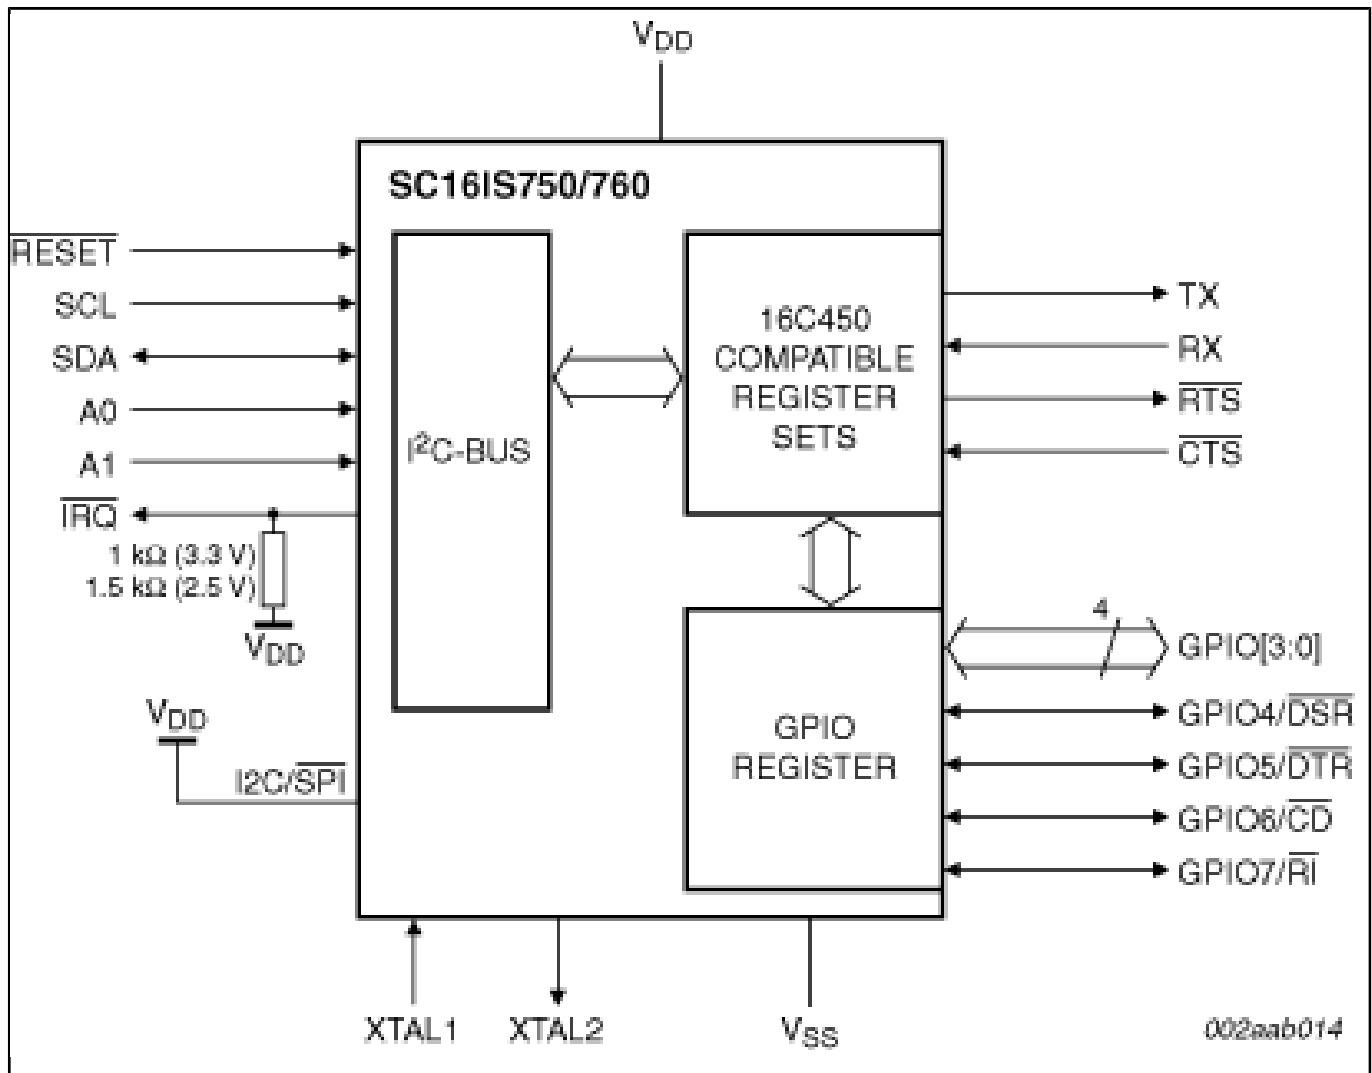 VDD
SC16IS750/760
RESET
SCL
SDA
A0
A1
IRQ
1 kΩ (3.3 V)
1.5 kΩ (2.5 V)
VDD
VDD
I2C/SPI
I²C-BUS
16C450
COMPATIBLE
REGISTER
SETS
GPIO
REGISTER
TX
RX
RTS
CTS
4
GPIO[3:0]
GPIO4/DSR
GPIO5/DTR
GPIO6/CD
GPIO7/RI
XTAL1
XTAL2
VSS
002aab014